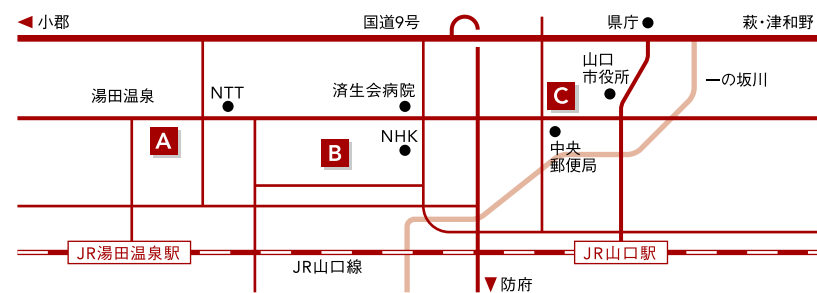 小郡
国道9号
県庁
萩・津和野
山口
市役所
一の坂川
湯田温泉
NTT
済生会病院
C
A
B
NHK
中央
郵便局
JR湯田温泉駅
JR山口線
JR山口駅
防府